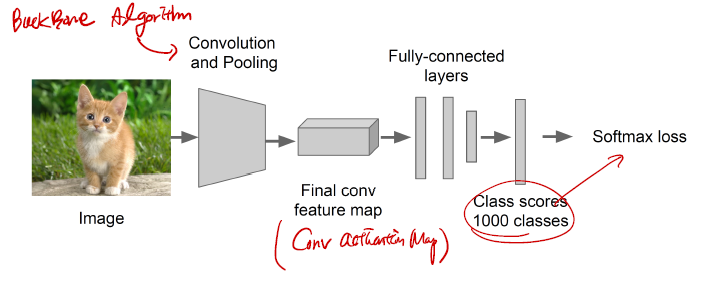 BackBone Algorithm
Convolution
and Pooling
Fully-connected
layers
Softmax loss
Image
Final conv
feature map
(Conv activation Map)
Class scores
1000 classes